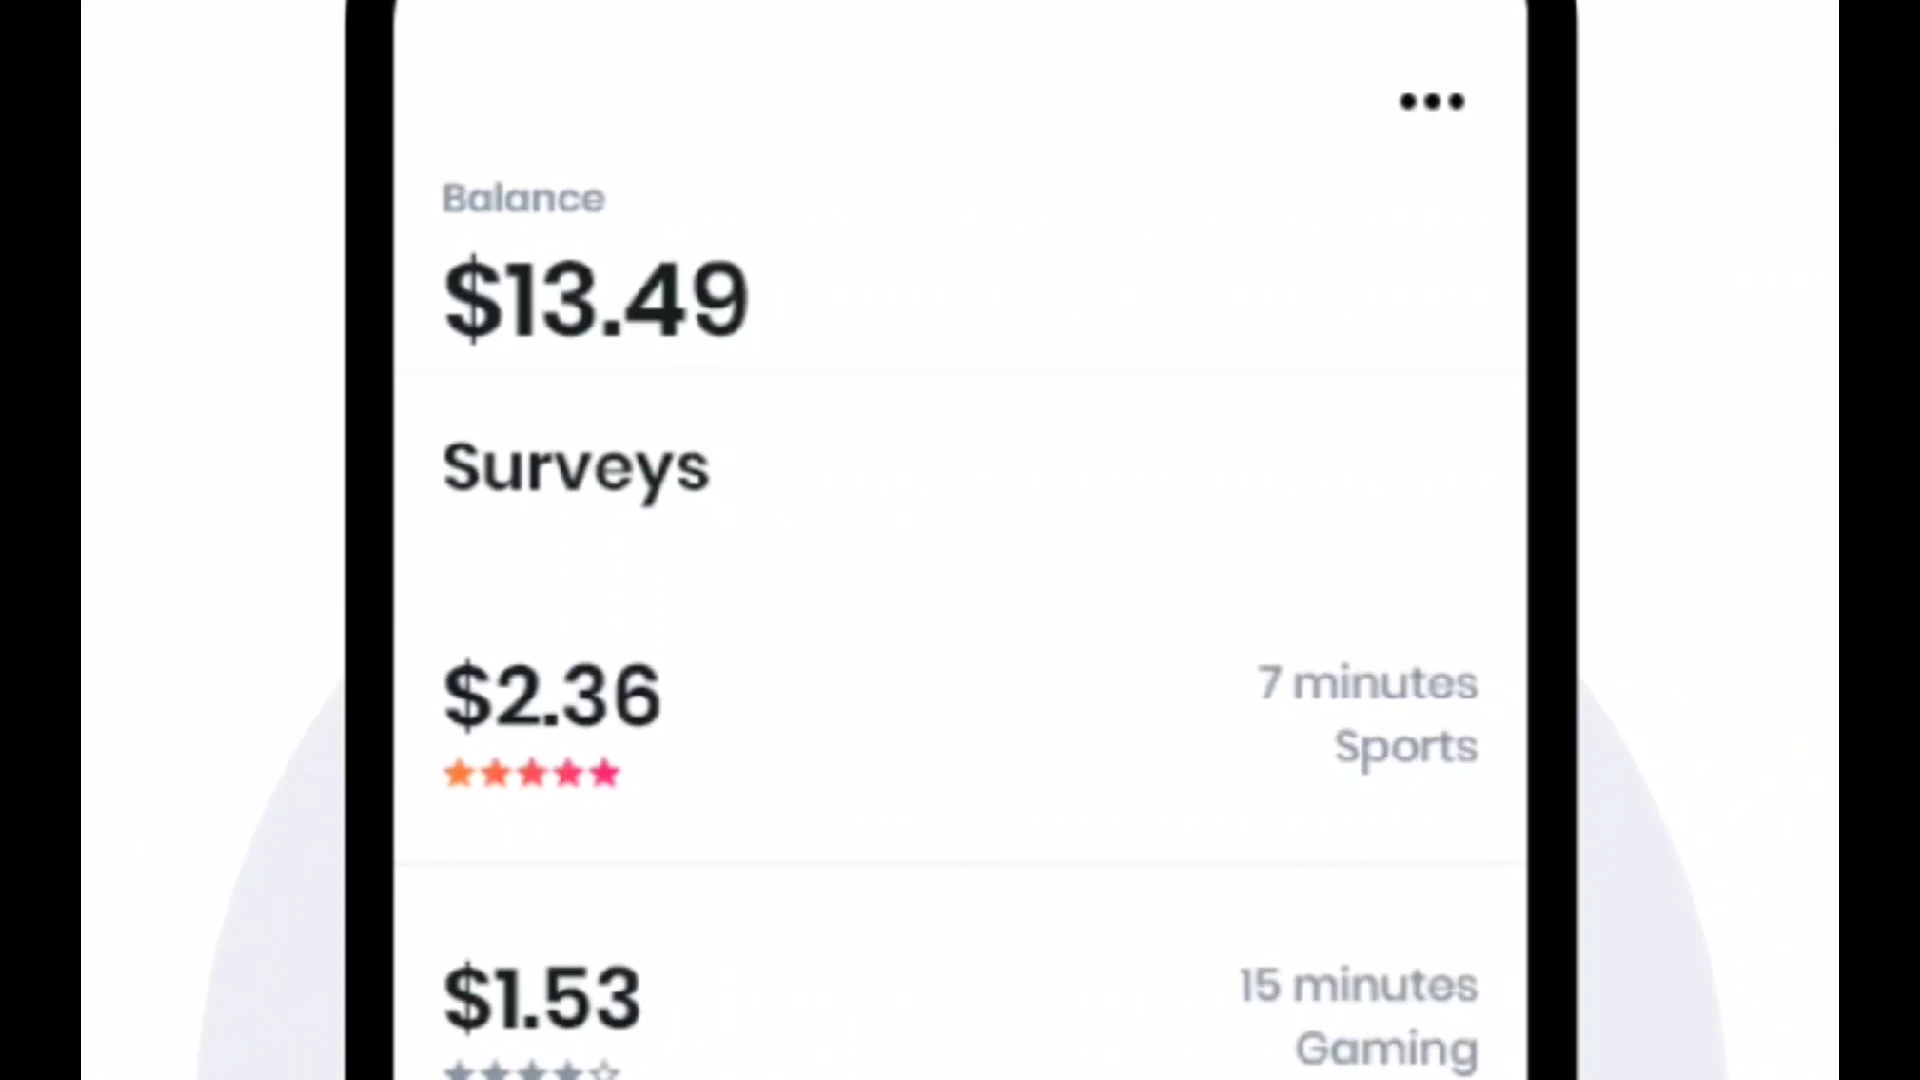 Balance
$13.49
Surveys
$2.36
7 minutes
Sports
$1.53
15 minutes
Gaming